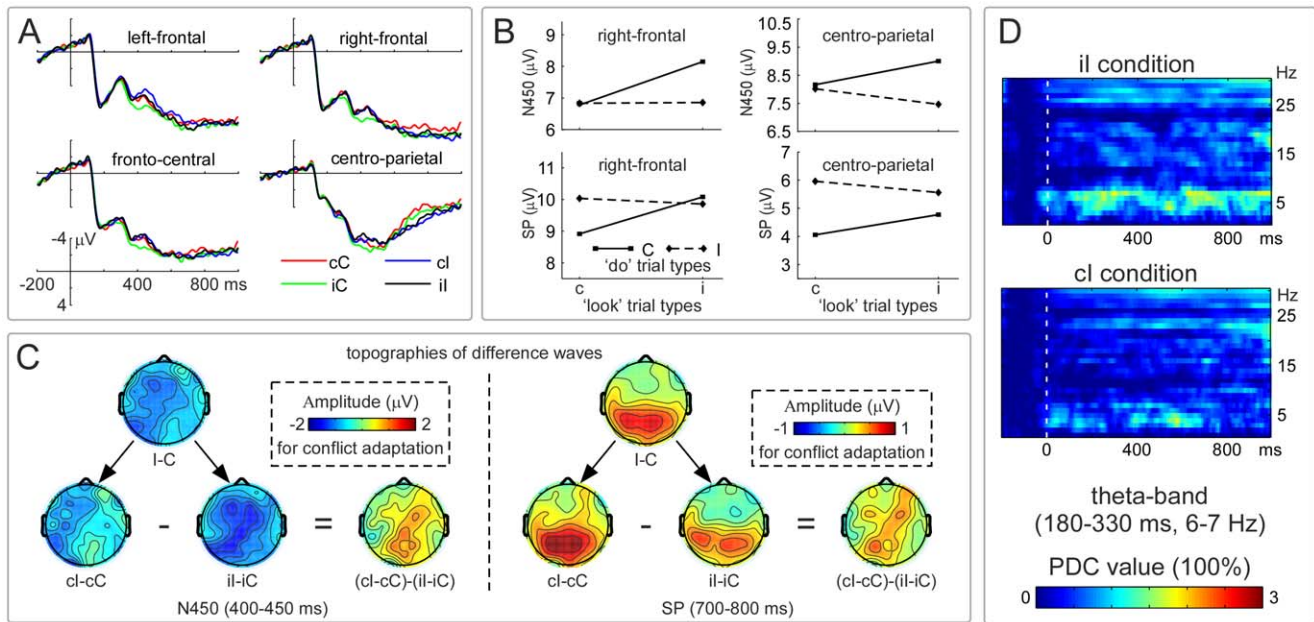 A
left-frontal
right-frontal
fronto-central
centro-parietal
-4 μV
4
-200 400 800 ms
cC cI
iC iI
B
9
8
7
6
N450 (μV)
right-frontal
10.5
9.5
8.5
7.5
6.5
N450 (μV)
centro-parietal
11
10
9
8
SP (μV)
right-frontal
C I
'do' trial types
c i
'look' trial types
7
6
5
4
3
SP (μV)
centro-parietal
c i
'look' trial types
C
topographies of difference waves
I-C
Amplitude (μV)
-2 2
for conflict adaptation
cI-cC - iI-iC = (cI-cC)-(iI-iC)
N450 (400-450 ms)
I-C
Amplitude (μV)
-1 1
for conflict adaptation
cI-cC - iI-iC = (cI-cC)-(iI-iC)
SP (700-800 ms)
D
iI condition
Hz
25
15
5
0 400 800 ms
cI condition
Hz
25
15
5
0 400 800 ms
theta-band
(180-330 ms, 6-7 Hz)
PDC value (100%)
0 3